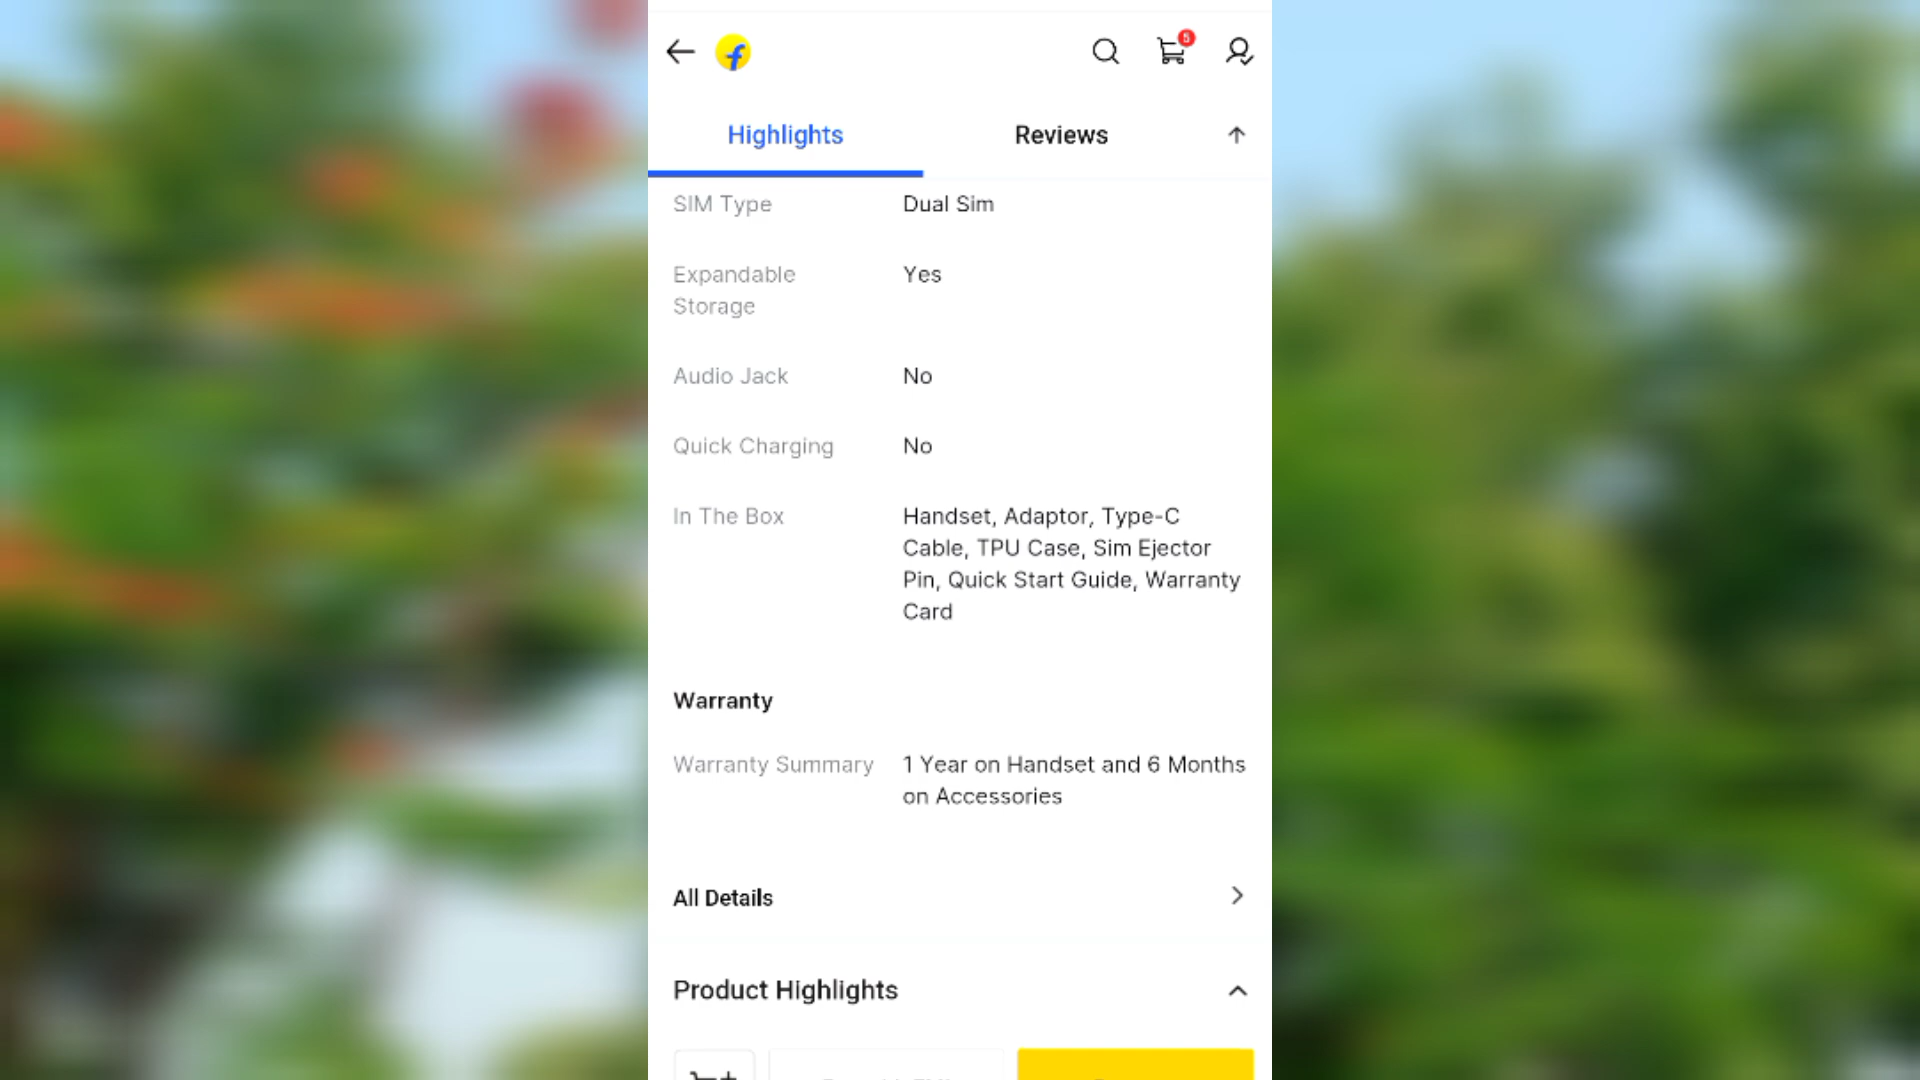 5
Highlights
Reviews
SIM Type
Dual Sim
Expandable
Storage
Yes
Audio Jack
No
Quick Charging
No
In The Box
Handset, Adaptor, Type-C
Cable, TPU Case, Sim Ejector
Pin, Quick Start Guide, Warranty
Card
Warranty
Warranty Summary
1 Year on Handset and 6 Months
on Accessories
All Details
Product Highlights